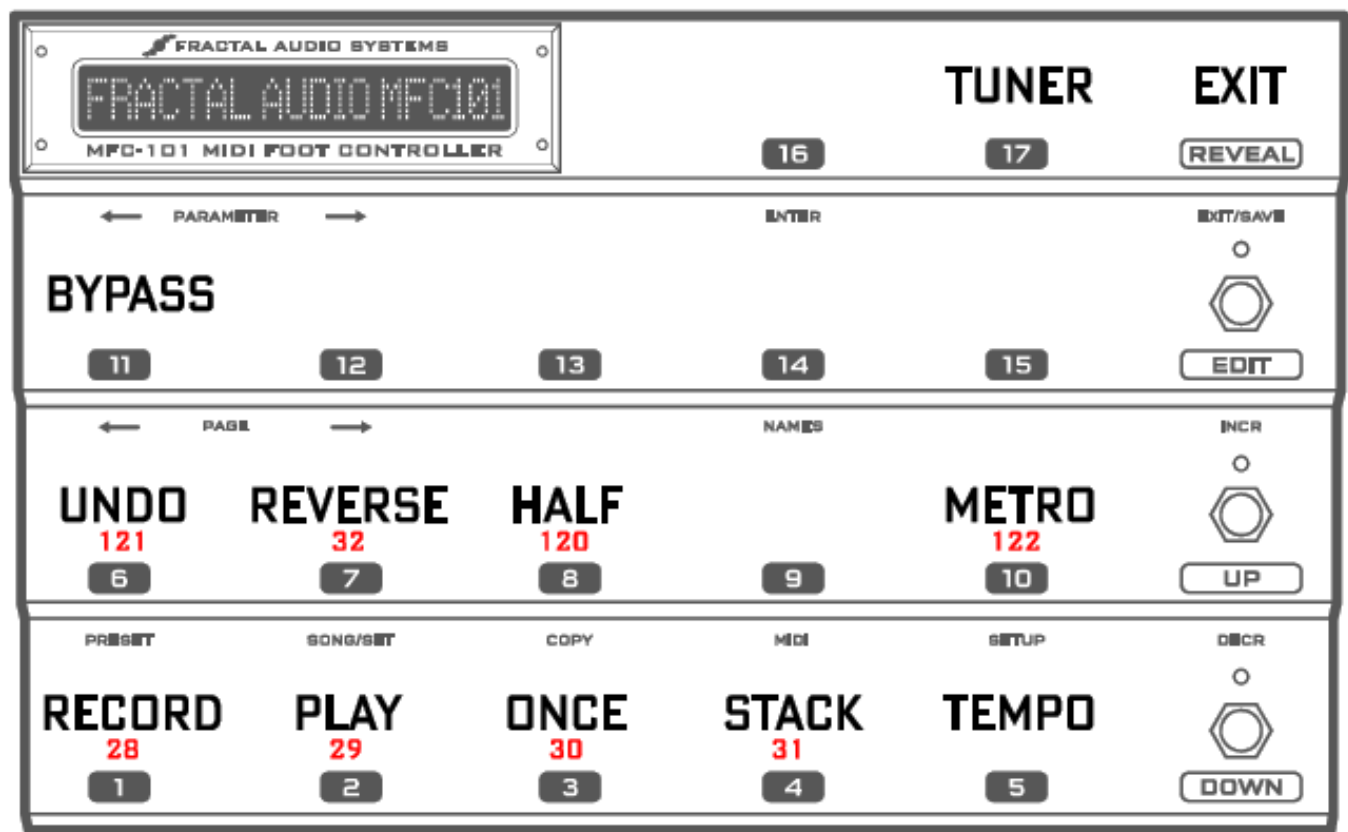 FRACTAL AUDIO SYSTEMS
FRACTAL AUDIO MFC101
MFC-101 MIDI FOOT CONTROLLER
TUNER EXIT
16 17 REVEAL
← PARAMETER → ENTER EXIT/SAVE
BYPASS
11 12 13 14 15 EDIT
← PAGE → NAMES INCR
UNDO REVERSE HALF METRO
121 32 120 122
6 7 8 9 10 UP
PRESET SONG/SET COPY MIDI SETUP DECR
RECORD PLAY ONCE STACK TEMPO
28 29 30 31
1 2 3 4 5 DOWN